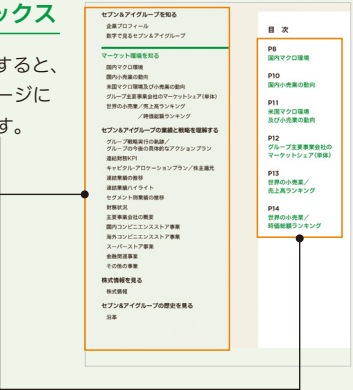 ックス
すると、
ージに
す。
セブン＆アイグループを知る
企業プロフィール
数字で見るセブン＆アイグループ
マーケット環境を知る
国内マクロ環境
国内小売業の動向
米国マクロ環境及び小売業の動向
グループ主要事業会社のマーケットシェア（単体）
世界の小売業／売上高ランキング
／時価総額ランキング
セブン＆アイグループの業績と戦略を理解する
グループ戦略実行の軌跡／
グループの今後の具体的なアクションプラン
連結財務KPI
キャピタル・アロケーションプラン／株主還元
連結業績の推移
連結業績ハイライト
セグメント別業績の推移
財務状況
主要事業会社の概要
国内コンビニエンスストア事業
海外コンビニエンスストア事業
スーパーストア事業
金融関連事業
その他の事業
株式情報を見る
株式情報
セブン＆アイグループの歴史を見る
沿革
目 次
P8
国内マクロ環境
P10
国内小売業の動向
P11
米国マクロ環境
及び小売業の動向
P12
グループ主要事業会社の
マーケットシェア（単体）
P13
世界の小売業／
売上高ランキング
P14
世界の小売業／
時価総額ランキング